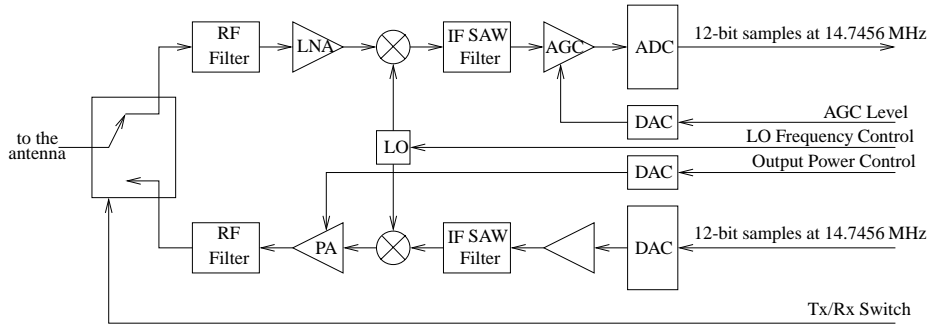 RF
Filter
LNA
IF SAW
Filter
AGC
ADC
12-bit samples at 14.7456 MHz
to the
antenna
DAC
AGC Level
LO
LO Frequency Control
DAC
Output Power Control
RF
Filter
PA
IF SAW
Filter
DAC
12-bit samples at 14.7456 MHz
Tx/Rx Switch